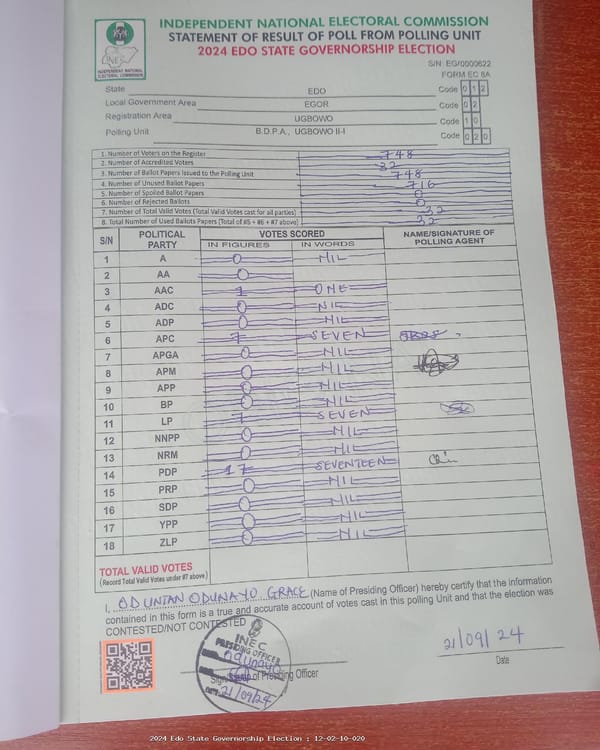 INDEPENDENT NATIONAL ELECTORAL COMMISSION
STATEMENT OF RESULT OF POLL FROM POLLING UNIT
2024 EDO STATE GOVERNORSHIP ELECTION
INEC
INDEPENDENT NATIONAL ELECTORAL COMMISSION
S/N: EG/0000622
FORM EC 8A
State EDO Code 0 1 2
Local Government Area EGOR Code 0 2
Registration Area UGBOWO Code 1 0
Polling Unit B.D.P.A., UGBOWO II-I Code 0 2 0
1. Number of Voters on the Register 748
2. Number of Accredited Voters 32
3. Number of Ballot Papers Issued to the Polling Unit 748
4. Number of Unused Ballot Papers 716
5. Number of Spoiled Ballot Papers 0
6. Number of Rejected Ballots 0
7. Number of Total Valid Votes (Total Valid Votes cast for all parties) 32
8. Total Number of Used Ballots Papers (Total of #5 + #6 + #7 above) 32
S/N POLITICAL PARTY VOTES SCORED NAME/SIGNATURE OF POLLING AGENT
IN FIGURES IN WORDS
1 A 0 NIL
2 AA 0
3 AAC 1 ONE
4 ADC 0 NIL
5 ADP 0 NIL
6 APC 7 SEVEN
7 APGA 0 NIL
8 APM 0 NIL
9 APP 0 NIL
10 BP 0 NIL
11 LP 7 SEVEN
12 NNPP 0 NIL
13 NRM 0 NIL
14 PDP 17 SEVENTEEN
15 PRP 0 NIL
16 SDP 0 NIL
17 YPP 0 NIL
18 ZLP 0 NIL
TOTAL VALID VOTES
(Record Total Valid Votes under #7 above)
I, ODUNTAN ODUNAYO GRACE (Name of Presiding Officer) hereby certify that the information
contained in this form is a true and accurate account of votes cast in this polling Unit and that the election was
CONTESTED/NOT CONTESTED
INEC
PRESIDING OFFICER
Odunayo
Signature of Presiding Officer
DATE 21/09/24
21/09/24
Date
2024 Edo State Governorship Election : 12-02-10-020